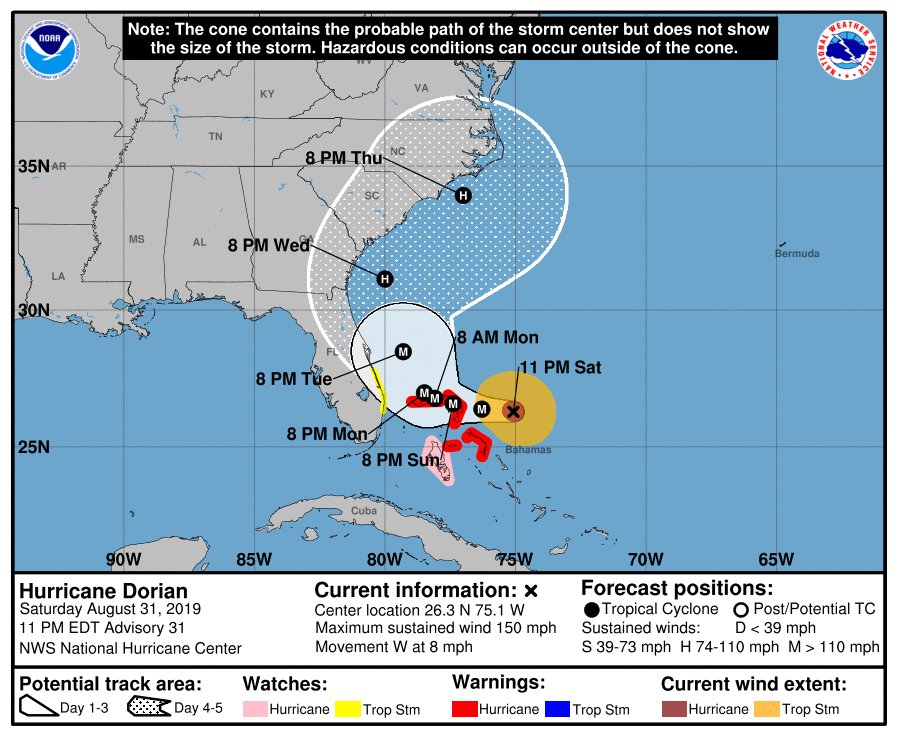 Note: The cone contains the probable path of the storm center but does not show
the size of the storm. Hazardous conditions can occur outside of the cone.
NOAA
NATIONAL WEATHER SERVICE
WV
KY
VA
TN
NC
8 PM Thu
35N
AR
SC
MS
AL
GA
8 PM Wed
Bermuda
LA
30N
8 AM Mon
FL
11 PM Sat
8 PM Tue
H
H
M
M
M
M
M
8 PM Mon
25N
8 PM Sun
Bahamas
Cuba
90W
85W
80W
75W
70W
65W
Hurricane Dorian
Saturday August 31, 2019
11 PM EDT Advisory 31
NWS National Hurricane Center
Current information: ×
Center location 26.3 N 75.1 W
Maximum sustained wind 150 mph
Movement W at 8 mph
Forecast positions:
Tropical Cyclone Post/Potential TC
Sustained winds: D < 39 mph
S 39-73 mph H 74-110 mph M > 110 mph
Potential track area:
Day 1-3 Day 4-5
Watches:
Hurricane Trop Stm
Warnings:
Hurricane Trop Stm
Current wind extent:
Hurricane Trop Stm